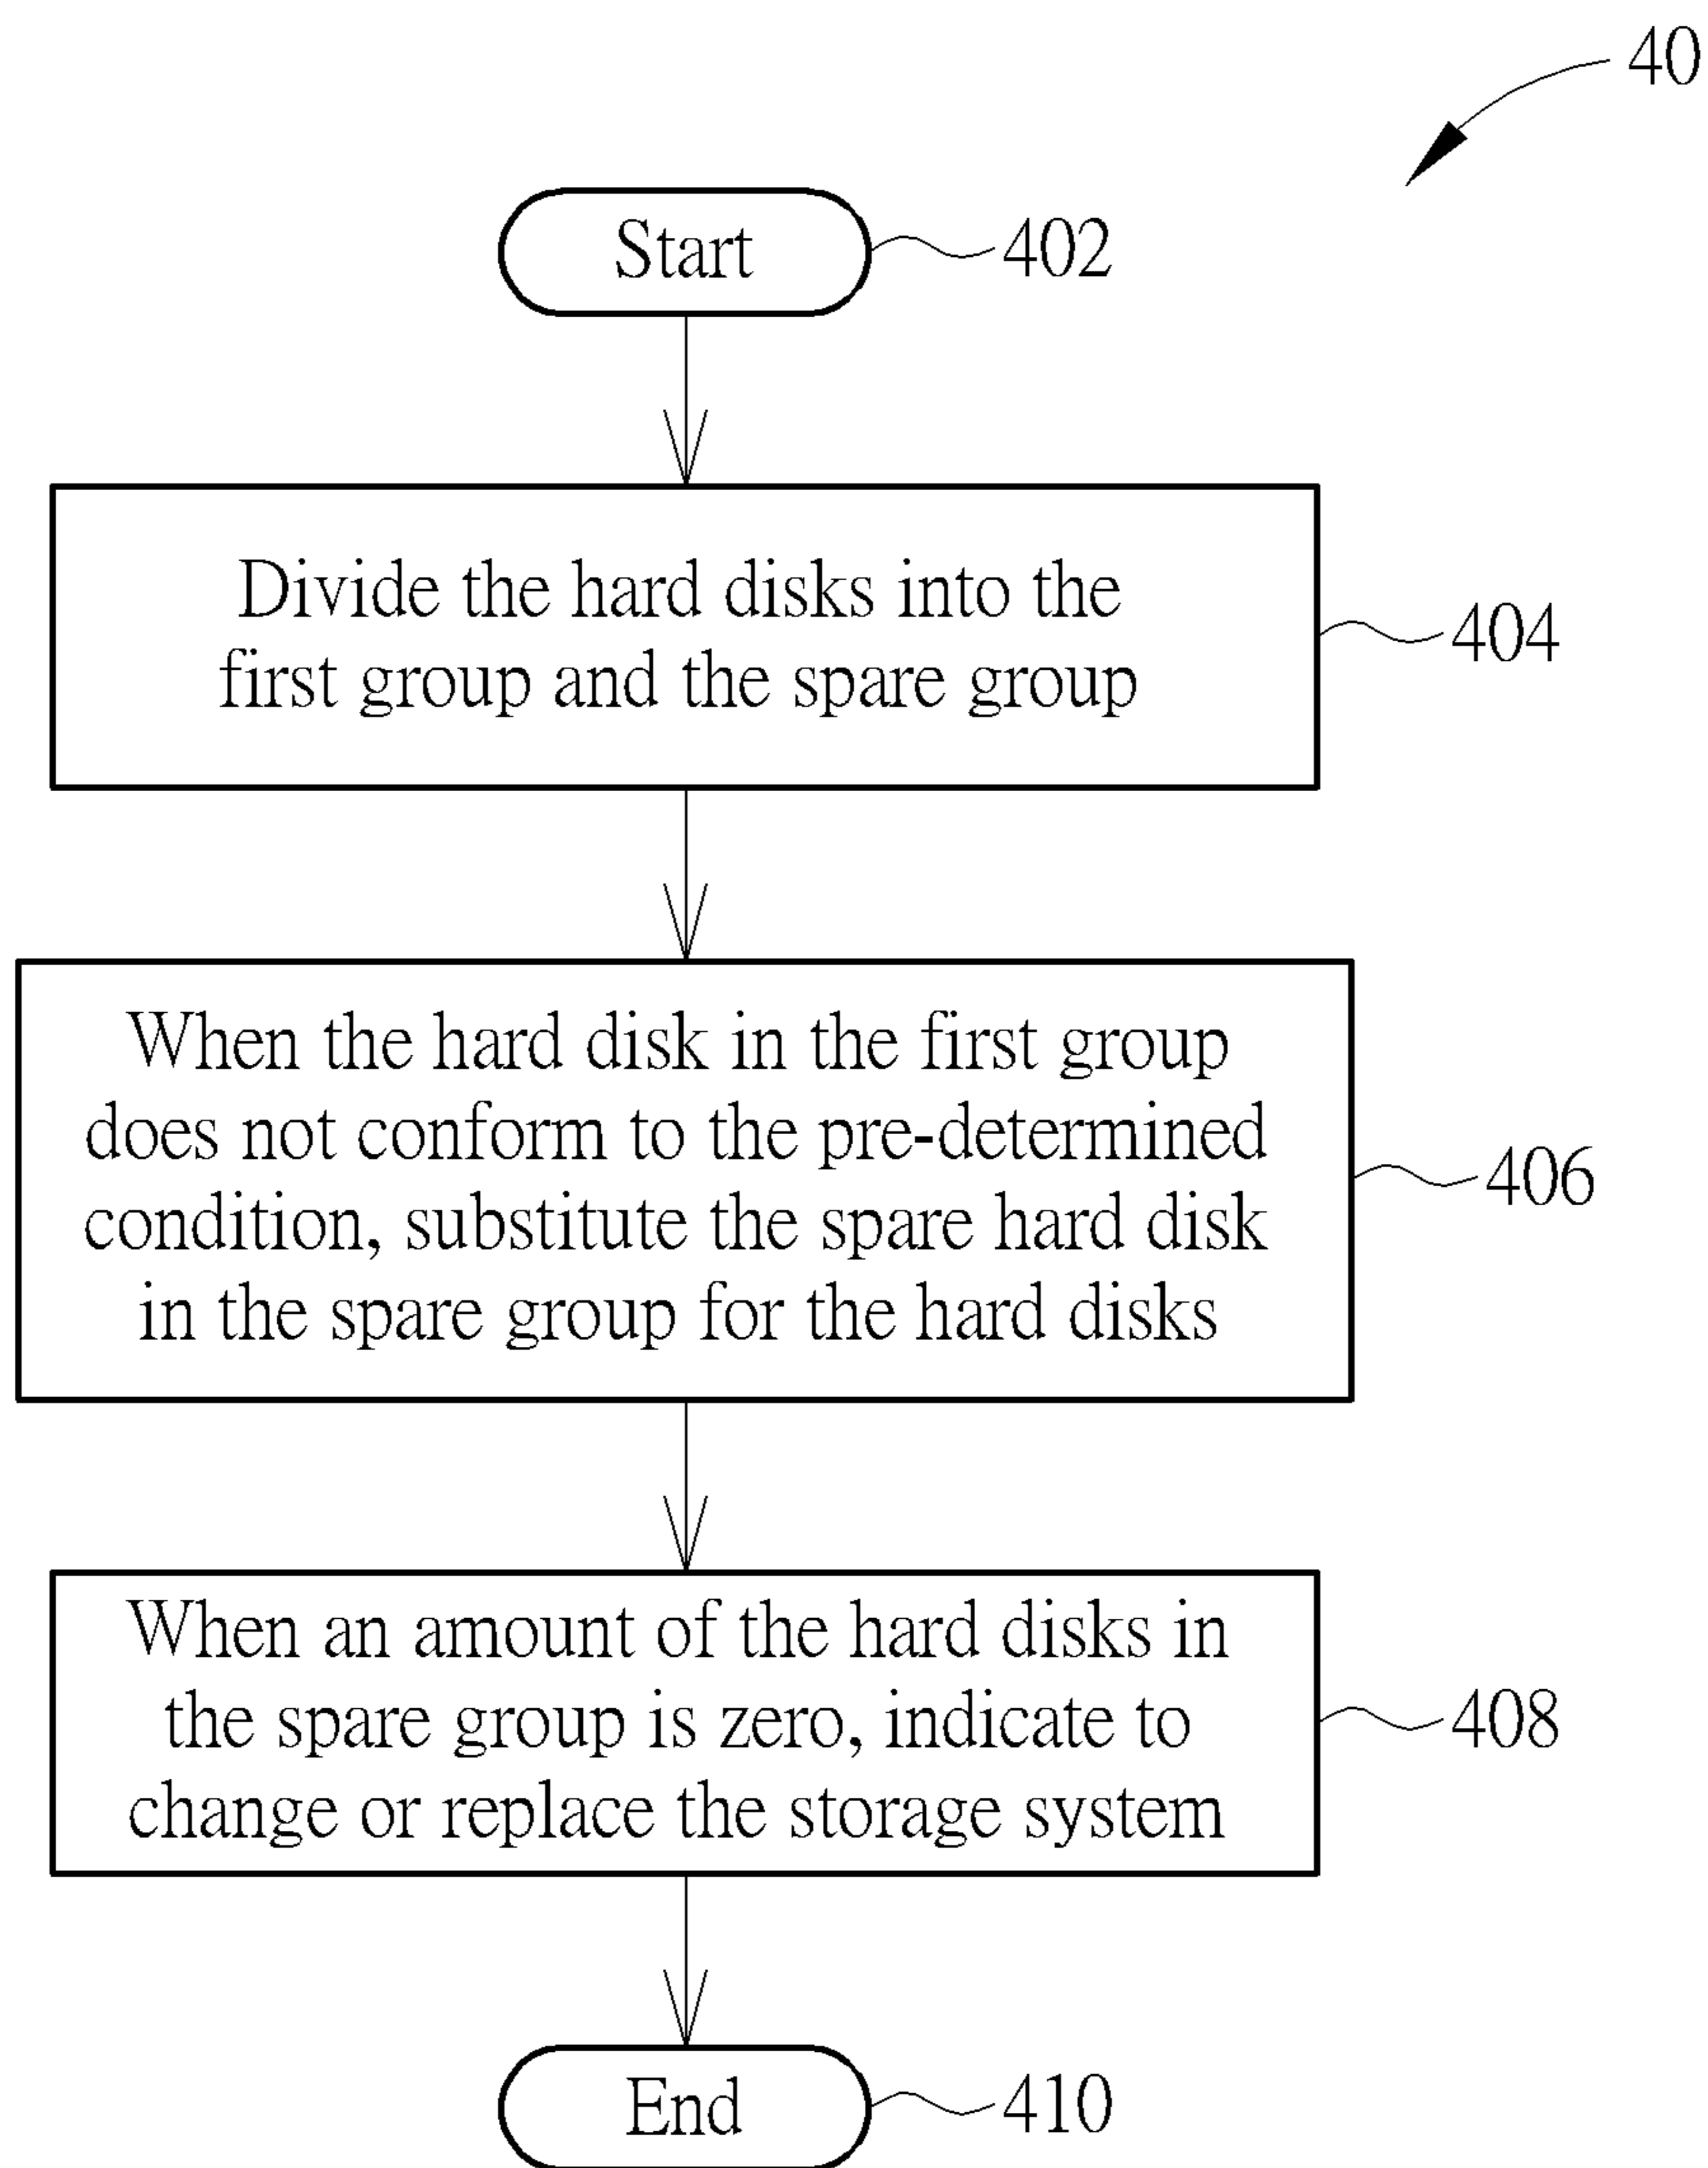 40
Start
402
Divide the hard disks into the
first group and the spare group
404
When the hard disk in the first group
does not conform to the pre-determined
condition, substitute the spare hard disk
in the spare group for the hard disks
406
When an amount of the hard disks in
the spare group is zero, indicate to
change or replace the storage system
408
End
410